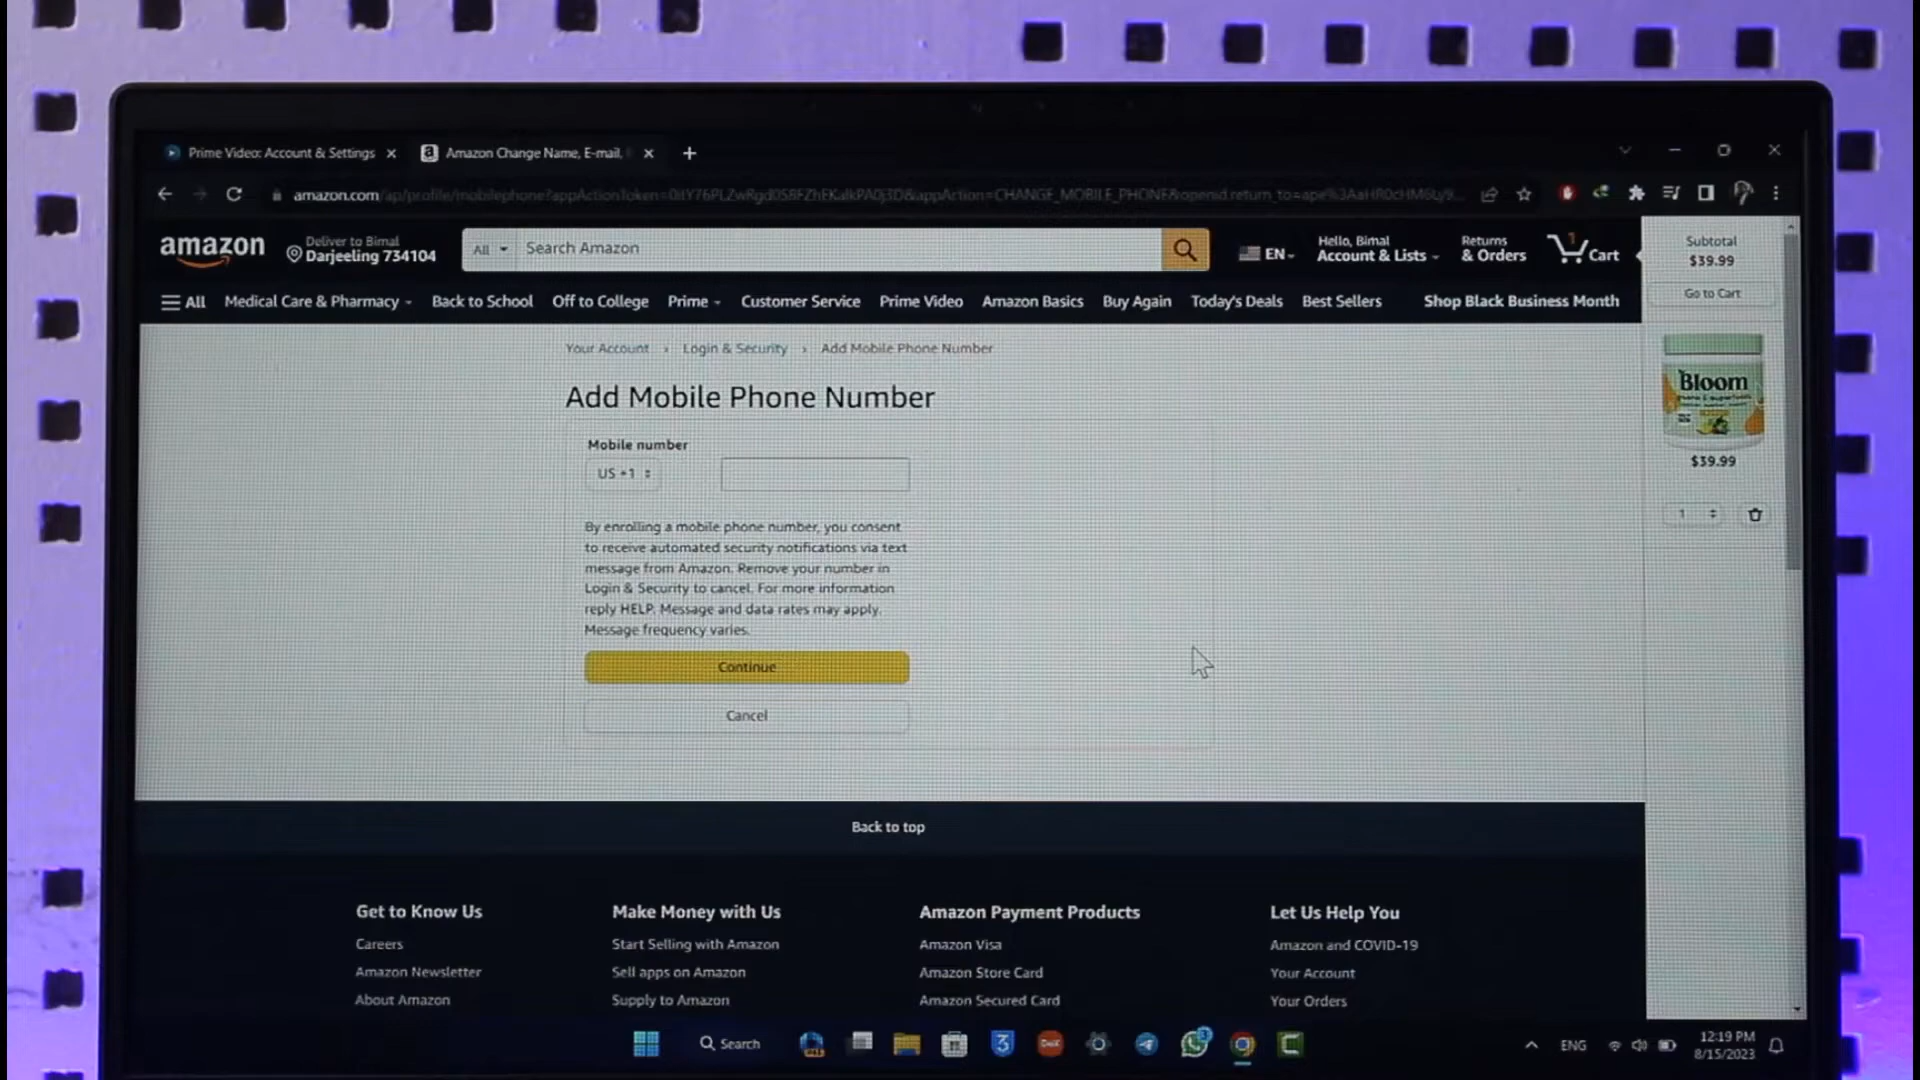 Prime Video: Account & Settings
Amazon Change Name, E-mail,
amazon.com
amazon
Deliver to Bimal
Darjeeling 734104
All
Search Amazon
EN
Hello, Bimal
Account & Lists
Returns
& Orders
1
Cart
Subtotal
$39.99
Go to Cart
All
Medical Care & Pharmacy
Back to School
Off to College
Prime
Customer Service
Prime Video
Amazon Basics
Buy Again
Today's Deals
Best Sellers
Shop Black Business Month
Your Account › Login & Security › Add Mobile Phone Number
Add Mobile Phone Number
Mobile number
US +1
By enrolling a mobile phone number, you consent
to receive automated security notifications via text
message from Amazon. Remove your number in
Login & Security to cancel. For more information
reply HELP. Message and data rates may apply.
Message frequency varies.
Continue
Cancel
Bloom
$39.99
1
Back to top
Get to Know Us
Careers
Amazon Newsletter
About Amazon
Make Money with Us
Start Selling with Amazon
Sell apps on Amazon
Supply to Amazon
Amazon Payment Products
Amazon Visa
Amazon Store Card
Amazon Secured Card
Let Us Help You
Amazon and COVID-19
Your Account
Your Orders
Search
ENG
12:19 PM
8/15/2023